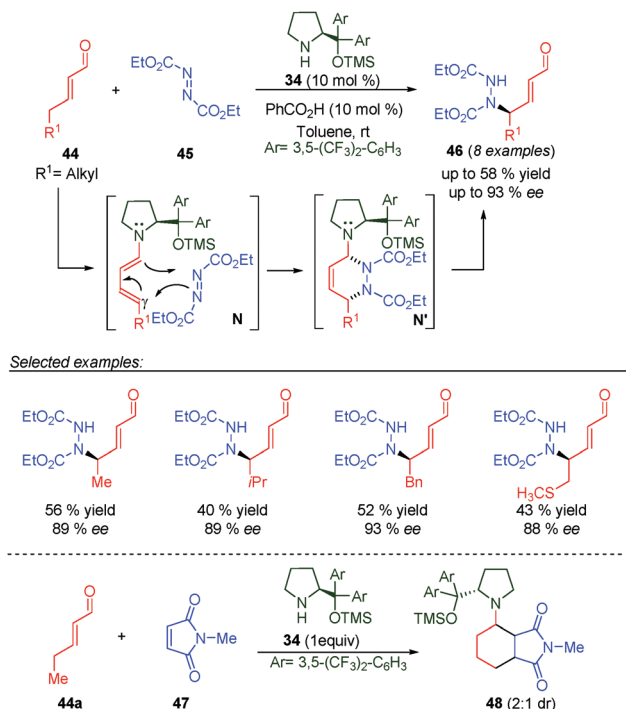 O
44
R¹= Alkyl
+
EtO₂C
N
N
CO₂Et
45
N
H
Ar
Ar
OTMS
34 (10 mol %)
PhCO₂H (10 mol %)
Toluene, rt
Ar= 3,5-(CF₃)₂-C₆H₃
EtO₂C
NH
EtO₂C
N
R¹
O
46 (8 examples)
up to 58 % yield
up to 93 % ee
R¹
N
Ar
Ar
OTMS
CO₂Et
N
N
EtO₂C
γ
R¹
N
N
Ar
Ar
OTMS
CO₂Et
N
N
CO₂Et
R¹
N'
Selected examples:
EtO₂C
NH
EtO₂C
N
Me
O
56 % yield
89 % ee
EtO₂C
NH
EtO₂C
N
iPr
O
40 % yield
89 % ee
EtO₂C
NH
EtO₂C
N
Bn
O
52 % yield
93 % ee
EtO₂C
NH
EtO₂C
N
SH₃C
O
43 % yield
88 % ee
O
Me
44a
+
O
N-Me
O
47
N
H
Ar
Ar
OTMS
34 (1equiv)
Ar= 3,5-(CF₃)₂-C₆H₃
Ar
Ar
TMSO
N
O
N-Me
O
48 (2:1 dr)